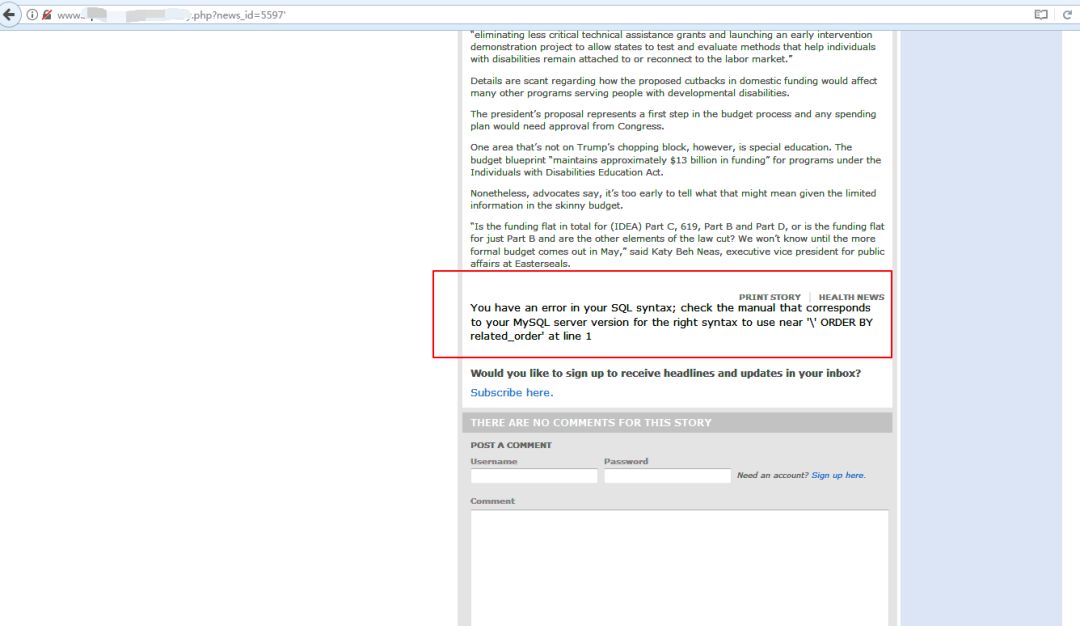 www. .php?news_id=5597'
"eliminating less critical technical assistance grants and launching an early intervention
demonstration project to allow states to test and evaluate methods that help individuals
with disabilities remain attached to or reconnect to the labor market."
Details are scant regarding how the proposed cutbacks in domestic funding would affect
many other programs serving people with developmental disabilities.
The president's proposal represents a first step in the budget process and any spending
plan would need approval from Congress.
One area that's not on Trump's chopping block, however, is special education. The
budget blueprint "maintains approximately $13 billion in funding" for programs under the
Individuals with Disabilities Education Act.
Nonetheless, advocates say, it's too early to tell what that might mean given the limited
information in the skinny budget.
"Is the funding flat in total for (IDEA) Part C, 619, Part B and Part D, or is the funding flat
for just Part B and are the other elements of the law cut? We won't know until the more
formal budget comes out in May," said Katy Beh Neas, executive vice president for public
affairs at Easterseals.
PRINT STORY | HEALTH NEWS
You have an error in your SQL syntax; check the manual that corresponds
to your MySQL server version for the right syntax to use near '\' ORDER BY
related_order' at line 1
Would you like to sign up to receive headlines and updates in your inbox?
Subscribe here.
THERE ARE NO COMMENTS FOR THIS STORY
POST A COMMENT
Username Password
Need an account? Sign up here.
Comment